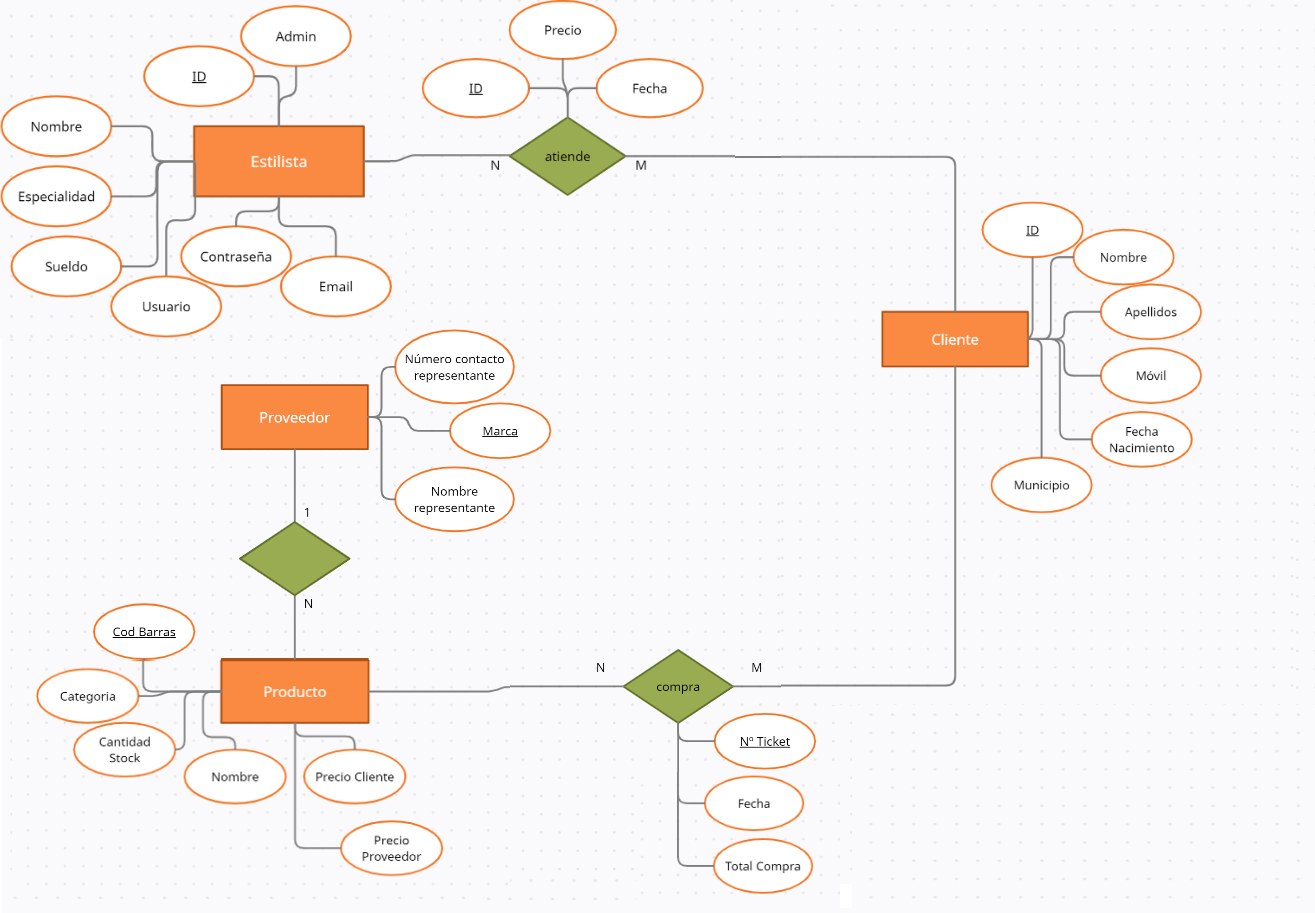 Admin
ID
Nombre
Estilista
Especialidad
Sueldo
Usuario
Contraseña
Email
Precio
ID
Fecha
atiende
N
M
ID
Nombre
Apellidos
Cliente
Móvil
Fecha
Nacimiento
Municipio
Número contacto
representante
Proveedor
Marca
Nombre
representante
1
N
Cod Barras
Categoria
Producto
Cantidad
Stock
Nombre
Precio Cliente
Precio
Proveedor
N
M
compra
Nº Ticket
Fecha
Total Compra